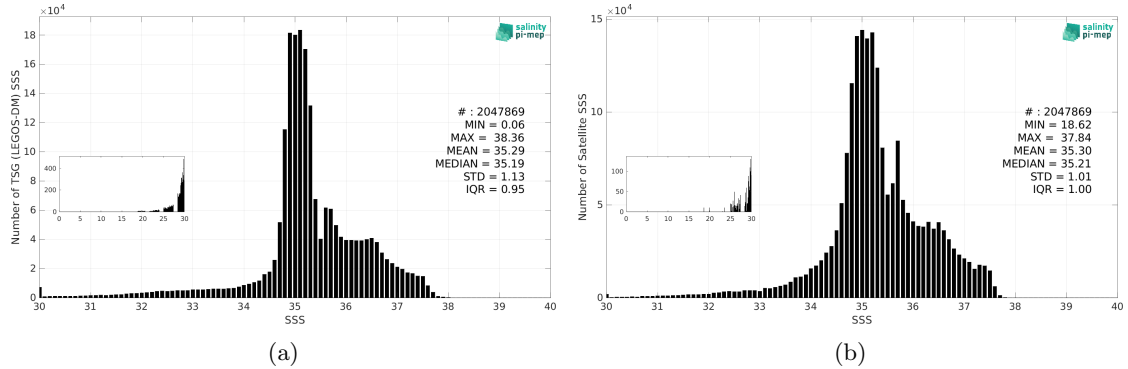 ×10⁴
20
18
16
14
12
10
8
6
4
2
0
30
31
32
33
34
35
36
37
38
39
40
SSS
Number of TSG (LEGOS-DM) SSS
salinity
pi-mep
# : 2047869
MIN = 0.06
MAX = 38.36
MEAN = 35.29
MEDIAN = 35.19
STD = 1.13
IQR = 0.95
400
200
0
0
5
10
15
20
25
30
(a)
×10⁴
15
10
5
0
30
31
32
33
34
35
36
37
38
39
40
SSS
Number of Satellite SSS
salinity
pi-mep
# : 2047869
MIN = 18.62
MAX = 37.84
MEAN = 35.30
MEDIAN = 35.21
STD = 1.01
IQR = 1.00
100
50
0
0
5
10
15
20
25
30
(b)